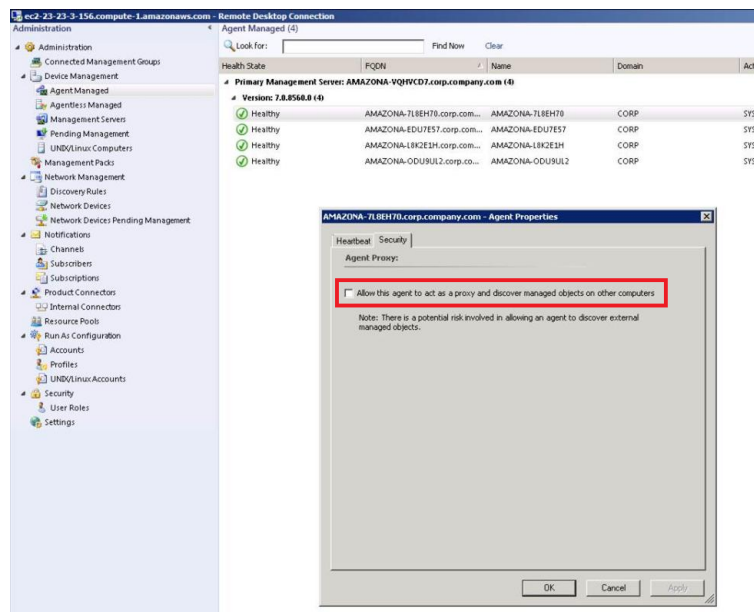 ec2-23-23-3-156.compute-1.amazonaws.com - Remote Desktop Connection
Administration
Administration
Connected Management Groups
Device Management
Agent Managed
Agentless Managed
Management Servers
Pending Management
UNIX/Linux Computers
Management Packs
Network Management
Discovery Rules
Network Devices
Network Devices Pending Management
Notifications
Channels
Subscribers
Subscriptions
Product Connectors
Internal Connectors
Resource Pools
Run As Configuration
Accounts
Profiles
UNIX/Linux Accounts
Security
User Roles
Settings
Agent Managed (4)
Look for: Find Now Clear
Health State FQDN Name Domain Act
Primary Management Server: AMAZONA-VQHVCD7.corp.company.com (4)
Version: 7.0.8560.0 (4)
Healthy AMAZONA-7L8EH70.corp.com... AMAZONA-7L8EH70 CORP SYS
Healthy AMAZONA-EDU7E57.corp.com... AMAZONA-EDU7E57 CORP SYS
Healthy AMAZONA-L8K2E1H.corp.com... AMAZONA-L8K2E1H CORP SYS
Healthy AMAZONA-ODU9UL2.corp.co... AMAZONA-ODU9UL2 CORP SYS
AMAZONA-7L8EH70.corp.company.com - Agent Properties
Heartbeat Security
Agent Proxy:
Allow this agent to act as a proxy and discover managed objects on other computers
Note: There is a potential risk involved in allowing an agent to discover external
managed objects.
OK Cancel Apply